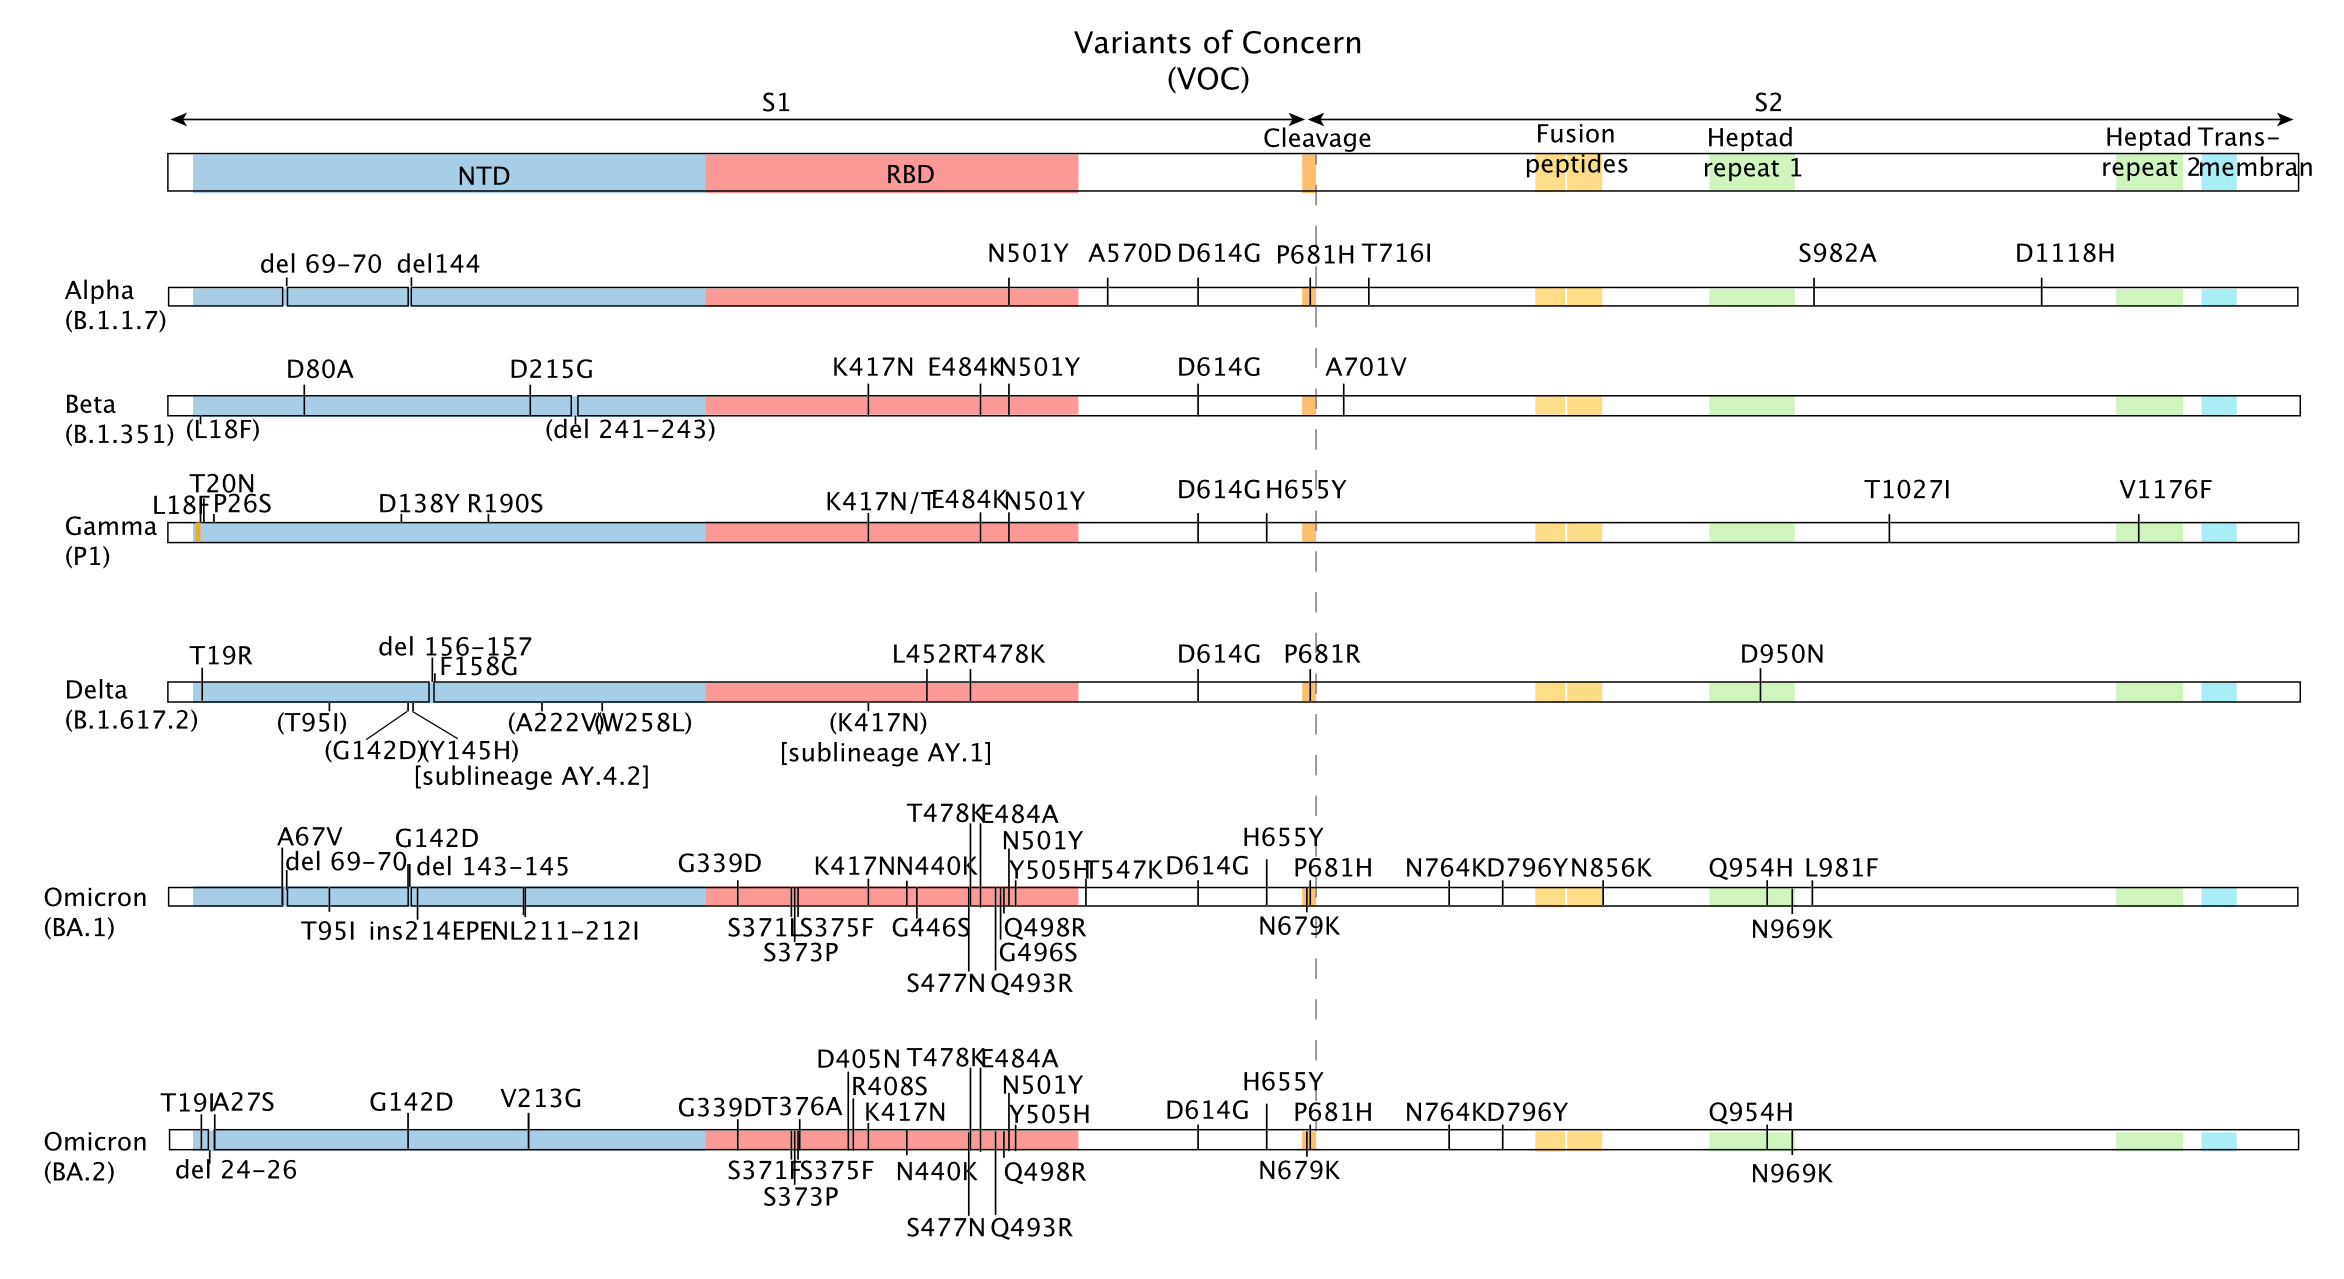 Variants of Concern
(VOC)
S1
S2
Cleavage
Fusion
peptides
Heptad
repeat 1
Heptad
repeat 2
Trans-
membran
NTD
RBD
Alpha
(B.1.1.7)
del 69-70
del144
N501Y
A570D
D614G
P681H
T716I
S982A
D1118H
Beta
(B.1.351)
D80A
D215G
K417N
E484K
N501Y
D614G
A701V
(L18F)
(del 241-243)
Gamma
(P1)
T20N
L18F
P26S
D138Y
R190S
K417N/T
E484K
N501Y
D614G
H655Y
T1027I
V1176F
Delta
(B.1.617.2)
T19R
del 156-157
F158G
L452R
T478K
D614G
P681R
D950N
(T95I)
(G142D)
(Y145H)
[sublineage AY.4.2]
(A222V)
(W258L)
(K417N)
[sublineage AY.1]
Omicron
(BA.1)
A67V
del 69-70
G142D
del 143-145
G339D
K417N
N440K
T478K
E484A
N501Y
Y505H
T547K
D614G
H655Y
P681H
N764K
D796Y
N856K
Q954H
L981F
T95I
ins214EPE
NL211-212I
S371L
S375F
S373P
G446S
S477N
Q493R
Q498R
G496S
N679K
N969K
Omicron
(BA.2)
T19I
A27S
G142D
V213G
G339D
T376A
D405N
R408S
K417N
T478K
E484A
N501Y
Y505H
D614G
H655Y
P681H
N764K
D796Y
Q954H
del 24-26
S371F
S375F
S373P
N440K
S477N
Q493R
Q498R
N679K
N969K